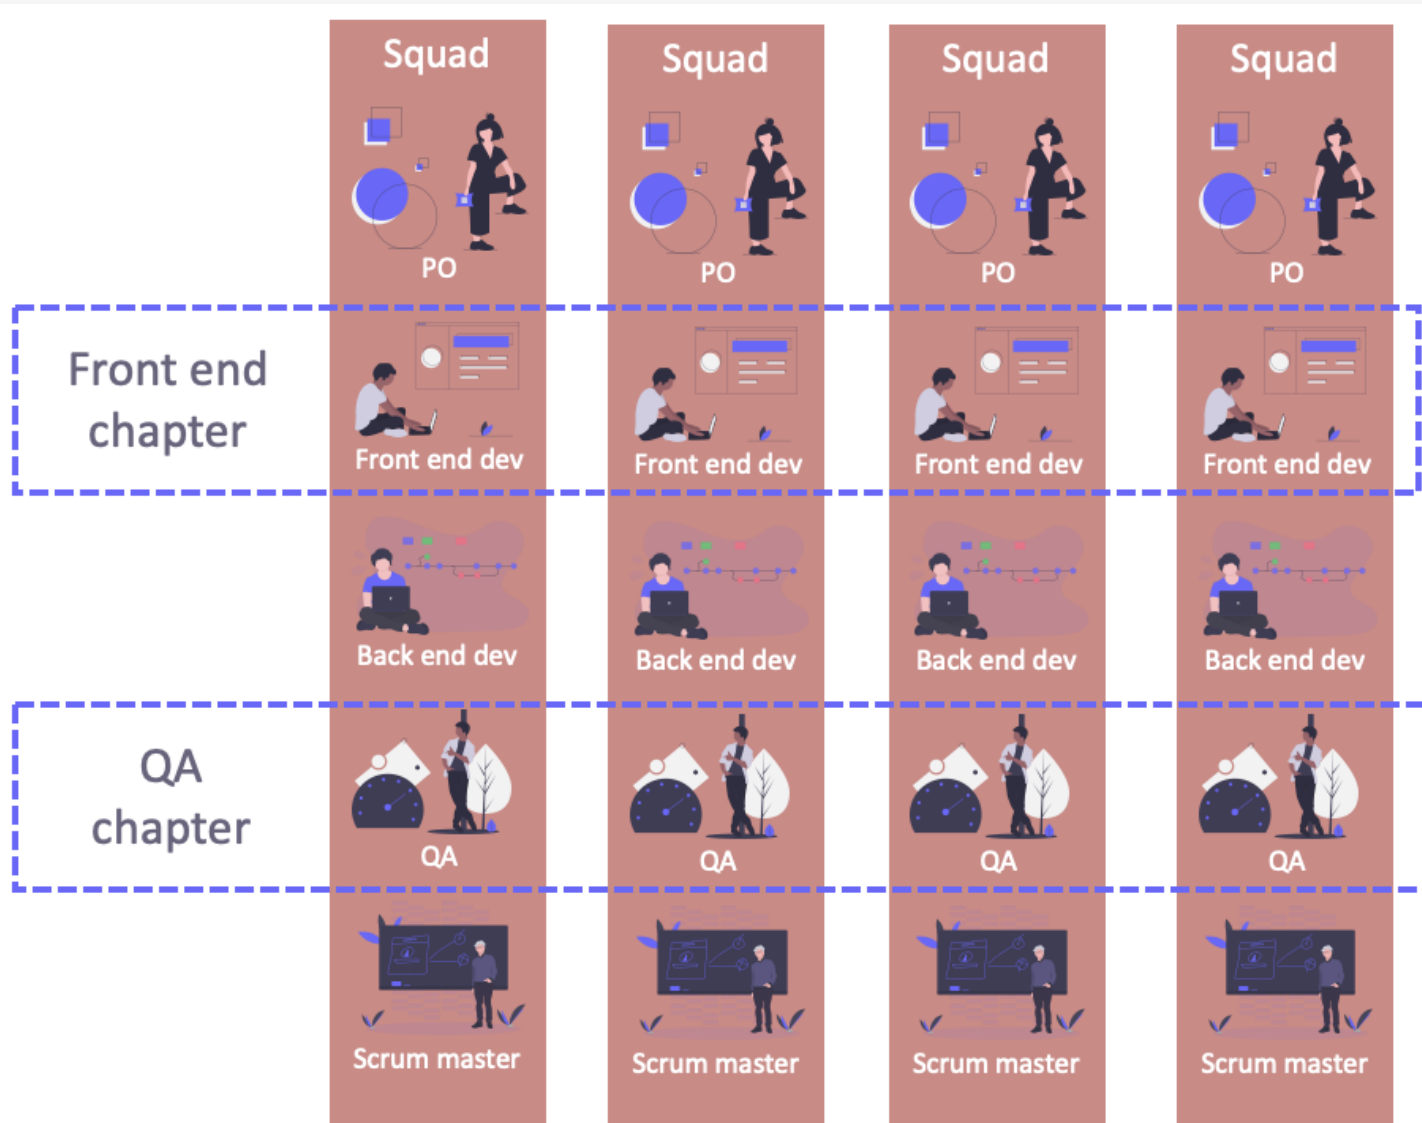 Squad
Squad
Squad
Squad
PO
PO
PO
PO
Front end
chapter
Front end dev
Front end dev
Front end dev
Front end dev
Back end dev
Back end dev
Back end dev
Back end dev
QA
chapter
QA
QA
QA
QA
Scrum master
Scrum master
Scrum master
Scrum master